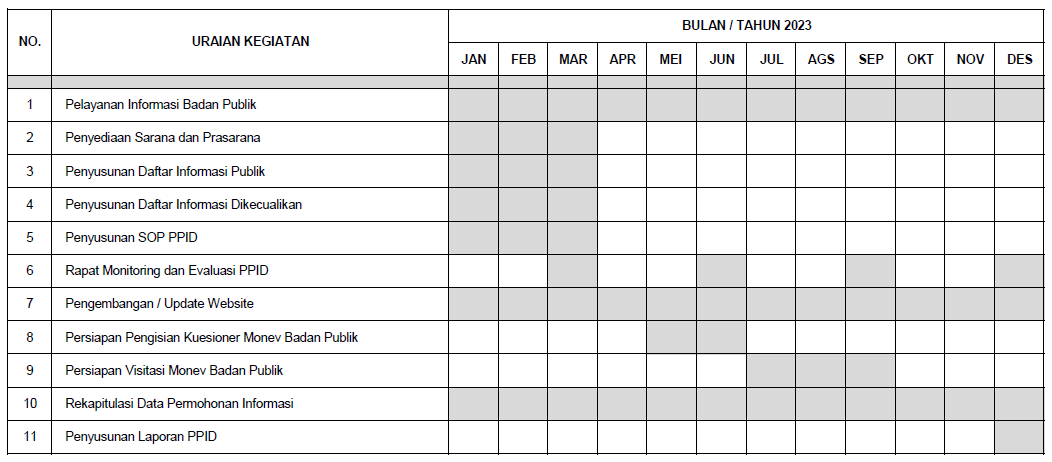 NO. URAIAN KEGIATAN BULAN / TAHUN 2023
JAN FEB MAR APR MEI JUN JUL AGS SEP OKT NOV DES
1 Pelayanan Informasi Badan Publik
2 Penyediaan Sarana dan Prasarana
3 Penyusunan Daftar Informasi Publik
4 Penyusunan Daftar Informasi Dikecualikan
5 Penyusunan SOP PPID
6 Rapat Monitoring dan Evaluasi PPID
7 Pengembangan / Update Website
8 Persiapan Pengisian Kuesioner Monev Badan Publik
9 Persiapan Visitasi Monev Badan Publik
10 Rekapitulasi Data Permohonan Informasi
11 Penyusunan Laporan PPID